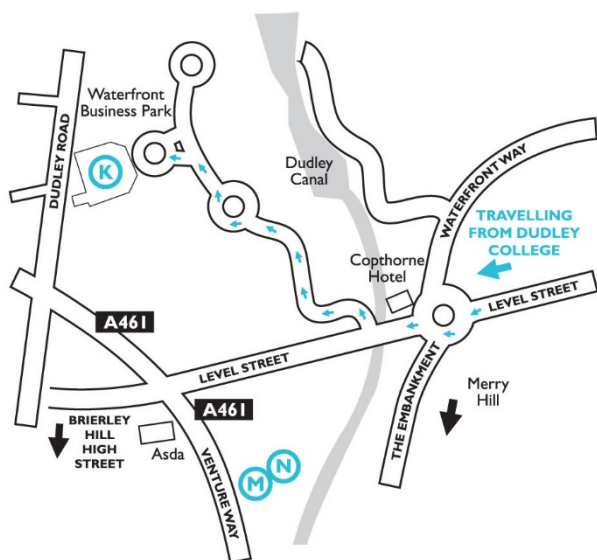 Waterfront
Business Park
DUDLEY ROAD
K
Dudley
Canal
WATERFRONT WAY
TRAVELLING
FROM DUDLEY
COLLEGE
Copthorne
Hotel
LEVEL STREET
A461
LEVEL STREET
THE EMBANKMENT
Merry
Hill
A461
BRIERLEY
HILL
HIGH
STREET
Asda
VENTURE WAY
M
N